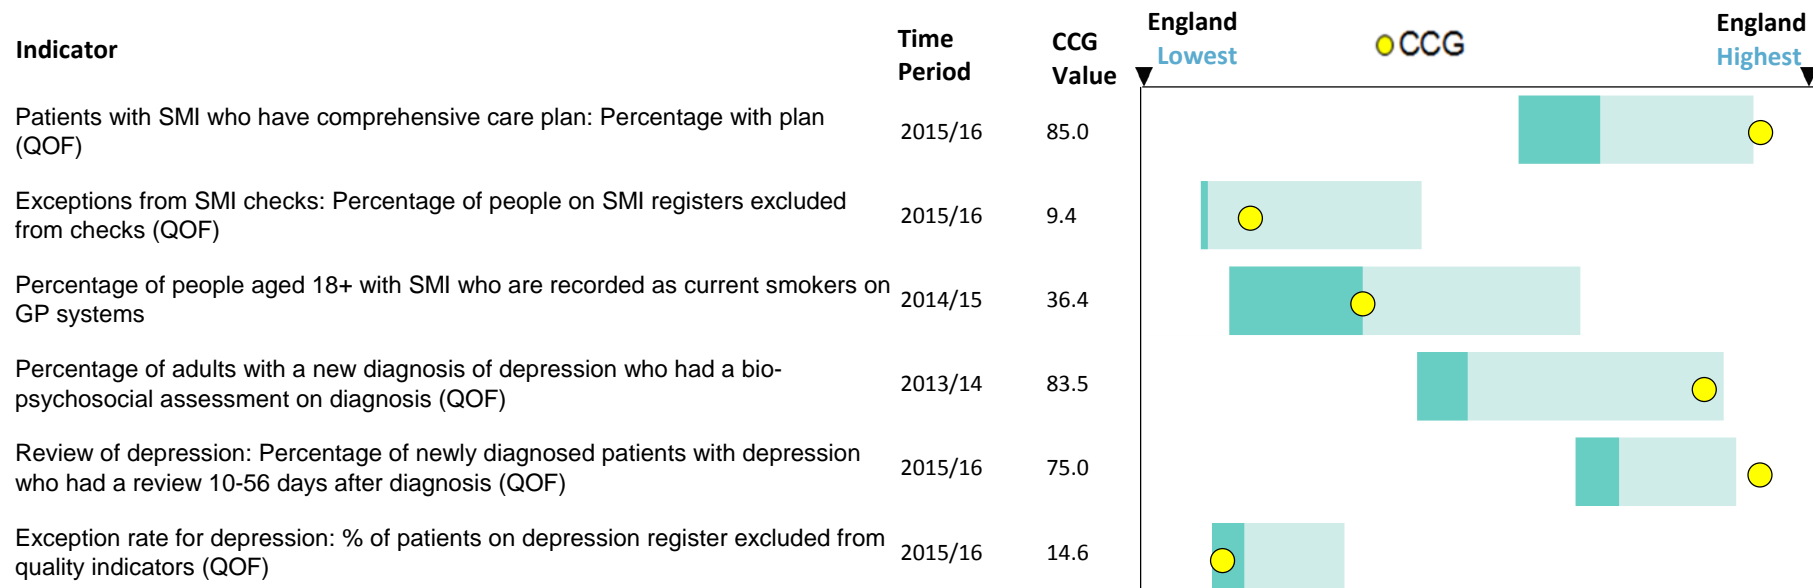 Indicator
Time Period
CCG Value
England Lowest
CCG
England Highest
Patients with SMI who have comprehensive care plan: Percentage with plan
(QOF)
2015/16
85.0
Exceptions from SMI checks: Percentage of people on SMI registers excluded
from checks (QOF)
2015/16
9.4
Percentage of people aged 18+ with SMI who are recorded as current smokers on
GP systems
2014/15
36.4
Percentage of adults with a new diagnosis of depression who had a bio-
psychosocial assessment on diagnosis (QOF)
2013/14
83.5
Review of depression: Percentage of newly diagnosed patients with depression
who had a review 10-56 days after diagnosis (QOF)
2015/16
75.0
Exception rate for depression: % of patients on depression register excluded from
quality indicators (QOF)
2015/16
14.6